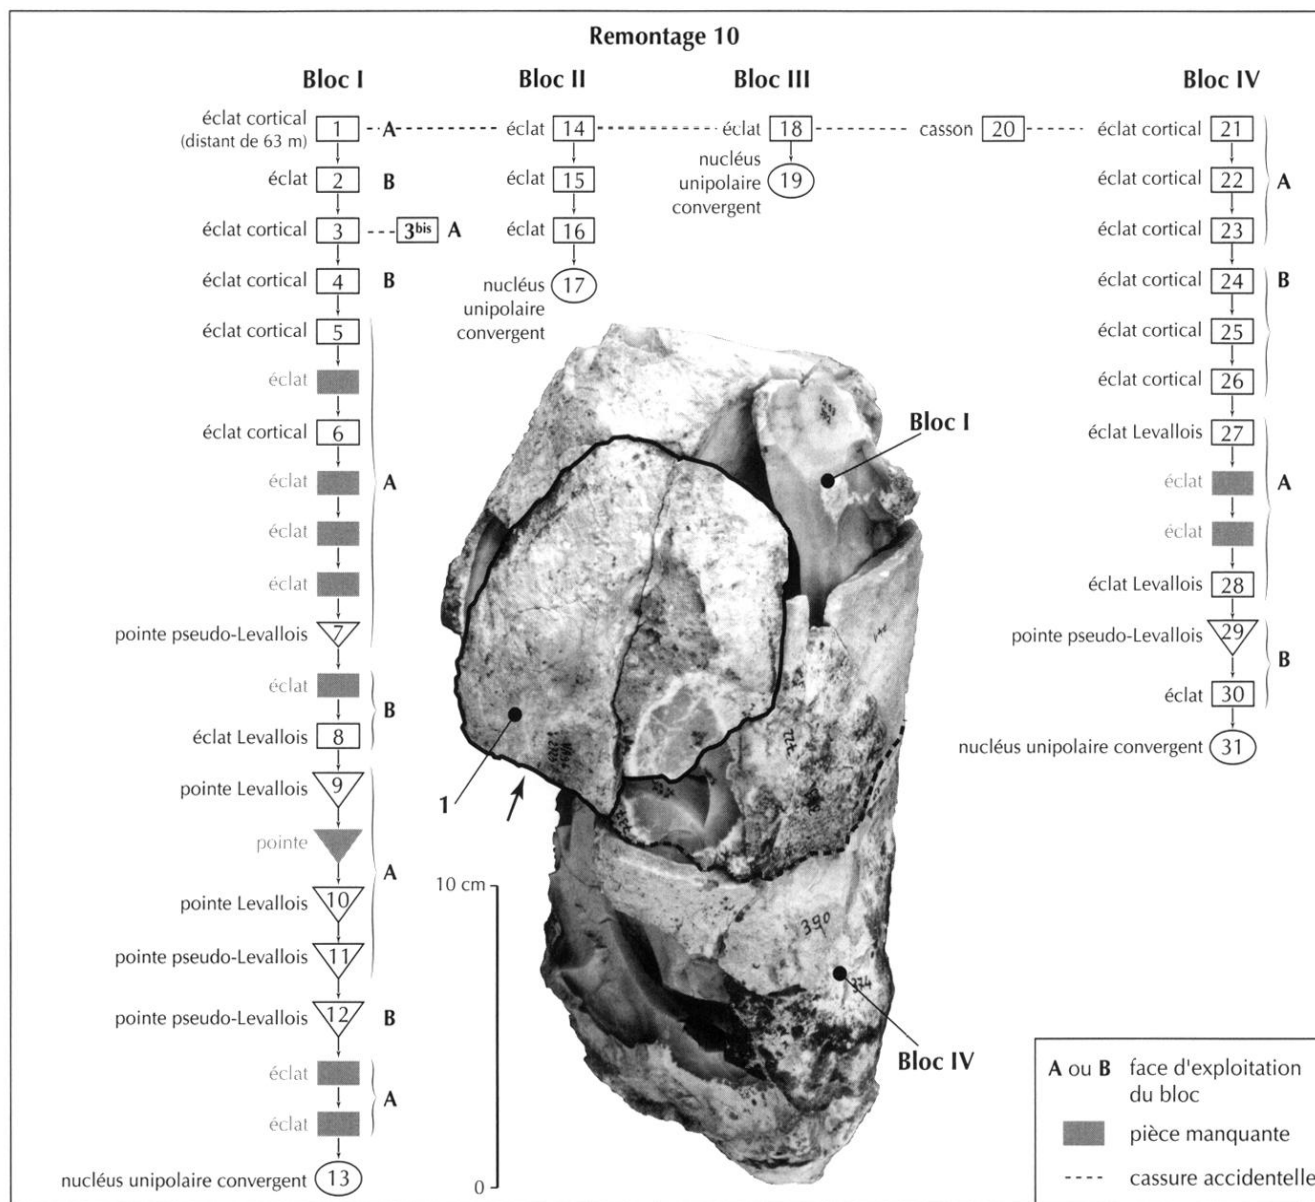 Remontage 10
Bloc I
Bloc II
Bloc III
Bloc IV
éclat cortical
(distant de 63 m)
1
A
éclat 14
éclat 18
casson 20
éclat cortical 21
éclat 2 B
éclat 15
nucléus
unipolaire
convergent
19
éclat cortical 22 A
éclat cortical 3
3bis A
éclat 16
éclat cortical 23
éclat cortical 4 B
nucléus
unipolaire
convergent
17
éclat cortical 24 B
éclat cortical 5
éclat cortical 25
éclat
éclat cortical 26
éclat cortical 6
éclat Levallois 27
éclat A
éclat A
éclat
éclat
éclat
éclat Levallois 28
pointe pseudo-Levallois 7
pointe pseudo-Levallois 29
éclat B
B
éclat 30
éclat Levallois 8
nucléus unipolaire convergent 31
pointe Levallois 9
pointe
A
pointe Levallois 10
pointe pseudo-Levallois 11
pointe pseudo-Levallois 12 B
éclat
A
éclat
nucléus unipolaire convergent 13
Bloc I
1
10 cm
0
390
374
Bloc IV
A ou B face d'exploitation
du bloc
pièce manquante
cassure accidentelle